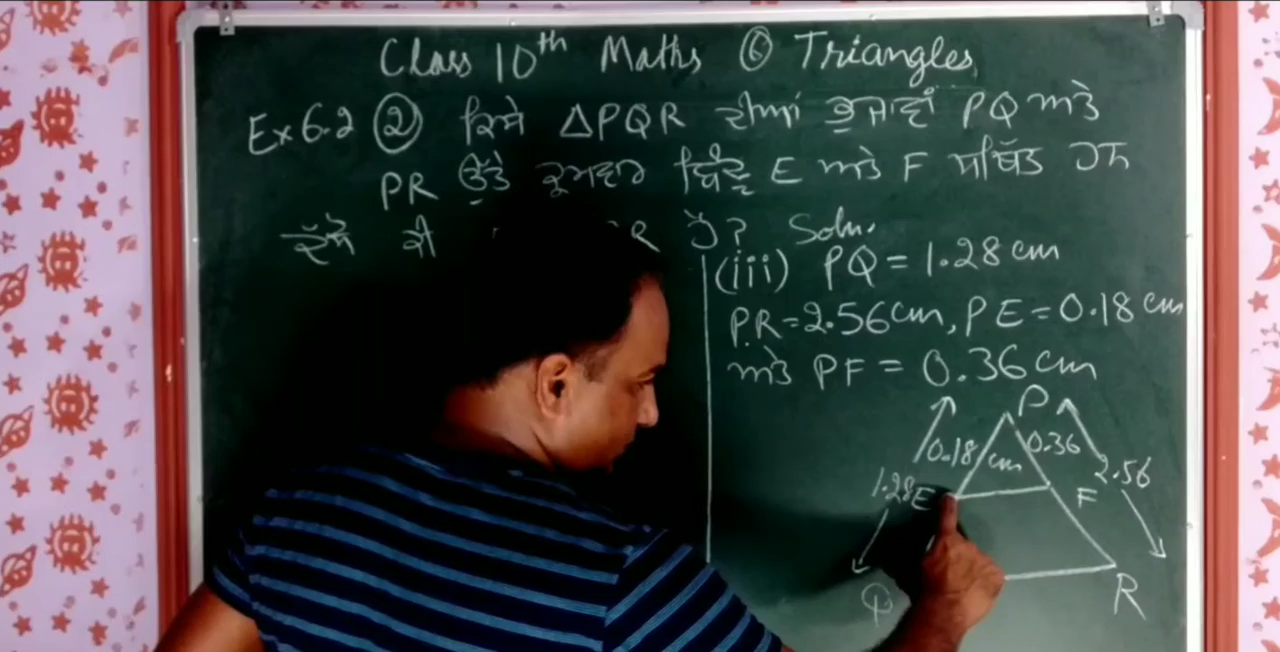 Class 10th Maths ⑥ Triangles
Ex 6.2 ② ਕਿਸੇ △PQR ਦੀਆਂ ਭੁਜਾਵਾਂ PQ ਅਤੇ
PR ਉੱਤੇ ਕ੍ਰਮਵਾਰ ਬਿੰਦੂ E ਅਤੇ F ਸਥਿੱਤ ਹਨ
ਦੱਸੋ ਕੀ R ਹੈ? Soln.
(iii) PQ = 1.28 cm
PR = 2.56 cm, PE = 0.18 cm
ਅਤੇ PF = 0.36 cm
P
0.18 cm 0.36
2.56
1.28 E F
Q R